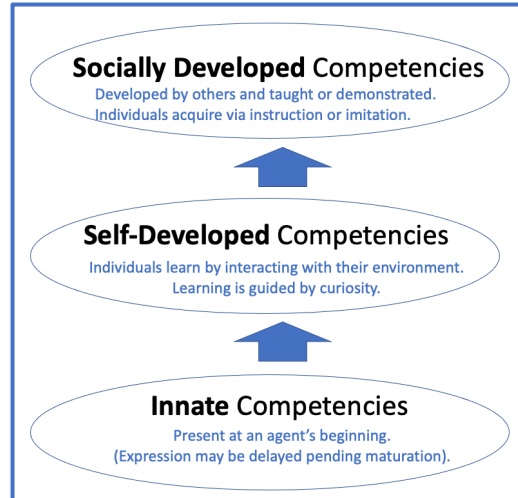 Socially Developed Competencies
Developed by others and taught or demonstrated.
Individuals acquire via instruction or imitation.
Self-Developed Competencies
Individuals learn by interacting with their environment.
Learning is guided by curiosity.
Innate Competencies
Present at an agent’s beginning.
(Expression may be delayed pending maturation).